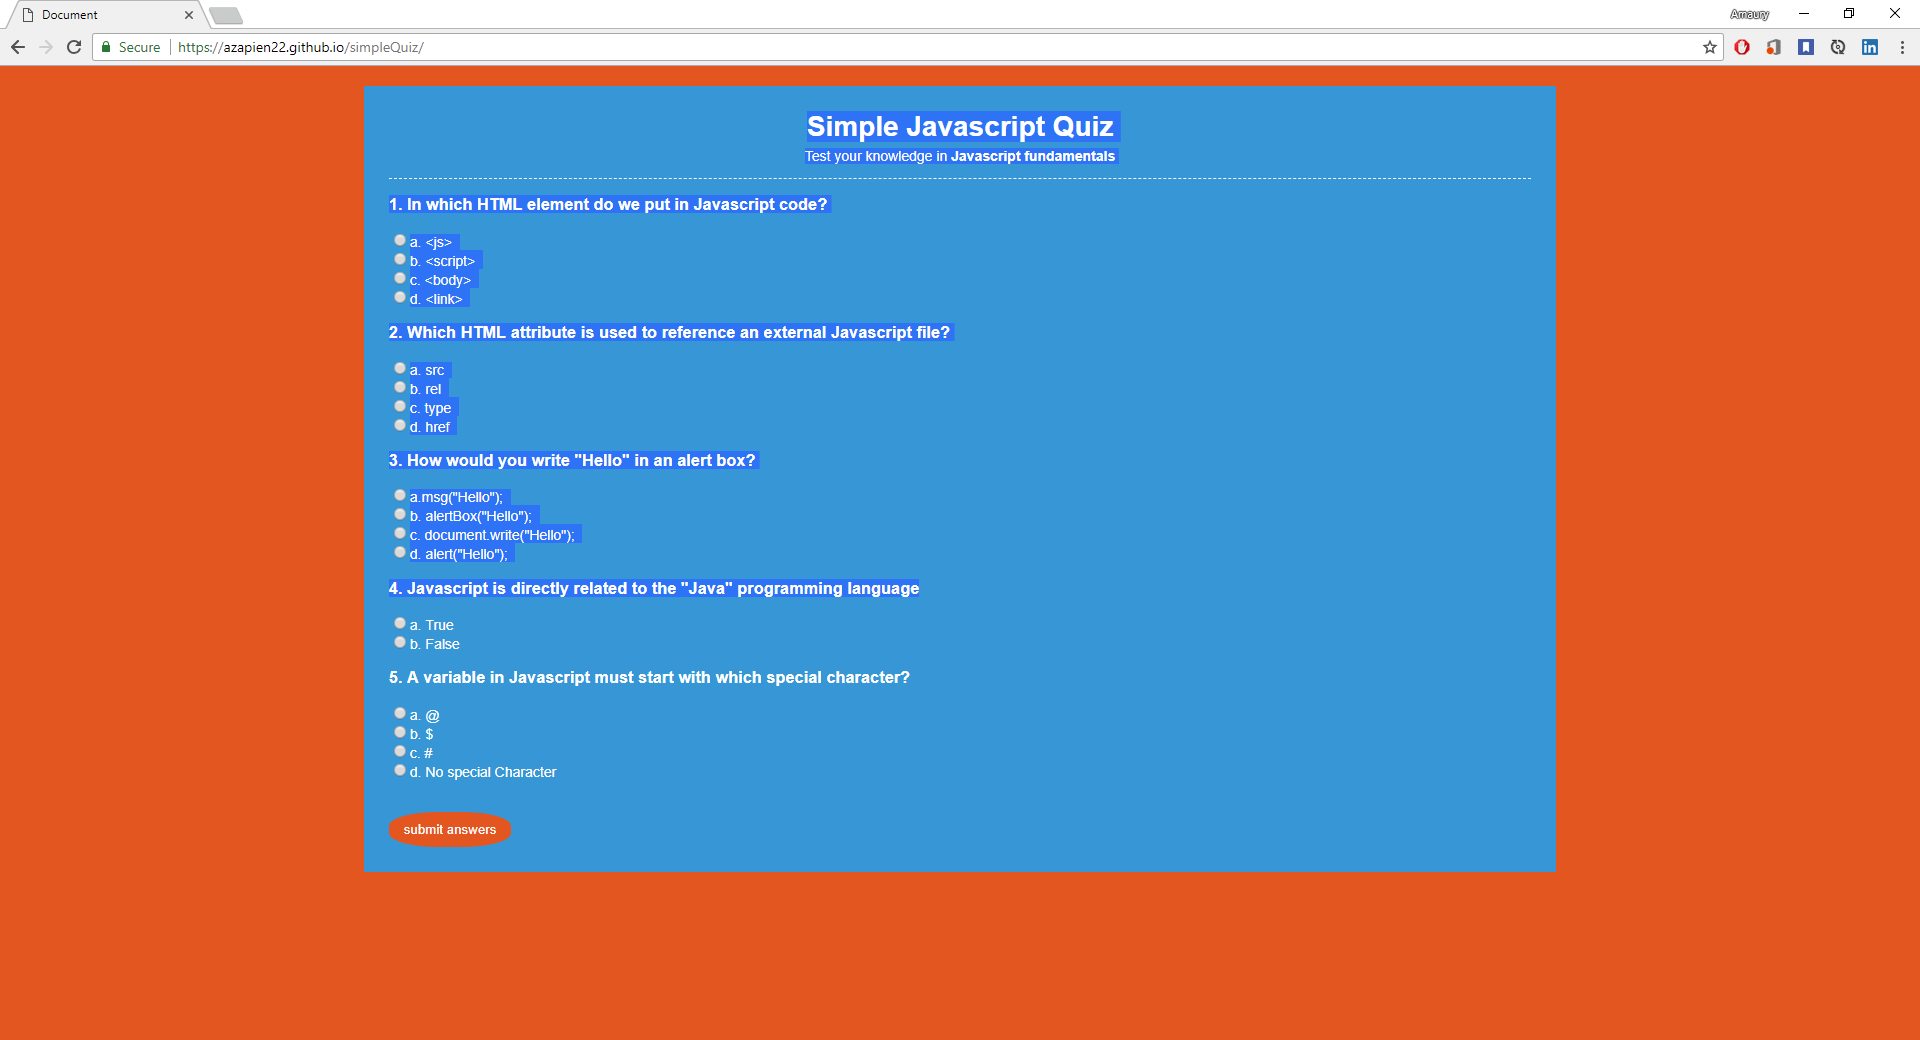 Document
Amaury
Secure
https://azapien22.github.io/simpleQuiz/
Simple Javascript Quiz
Test your knowledge in Javascript fundamentals
1. In which HTML element do we put in Javascript code?
a. <js>
b. <script>
c. <body>
d. <link>
2. Which HTML attribute is used to reference an external Javascript file?
a. src
b. rel
c. type
d. href
3. How would you write "Hello" in an alert box?
a.msg("Hello");
b. alertBox("Hello");
c. document.write("Hello");
d. alert("Hello");
4. Javascript is directly related to the "Java" programming language
a. True
b. False
5. A variable in Javascript must start with which special character?
a. @
b. $
c. #
d. No special Character
submit answers